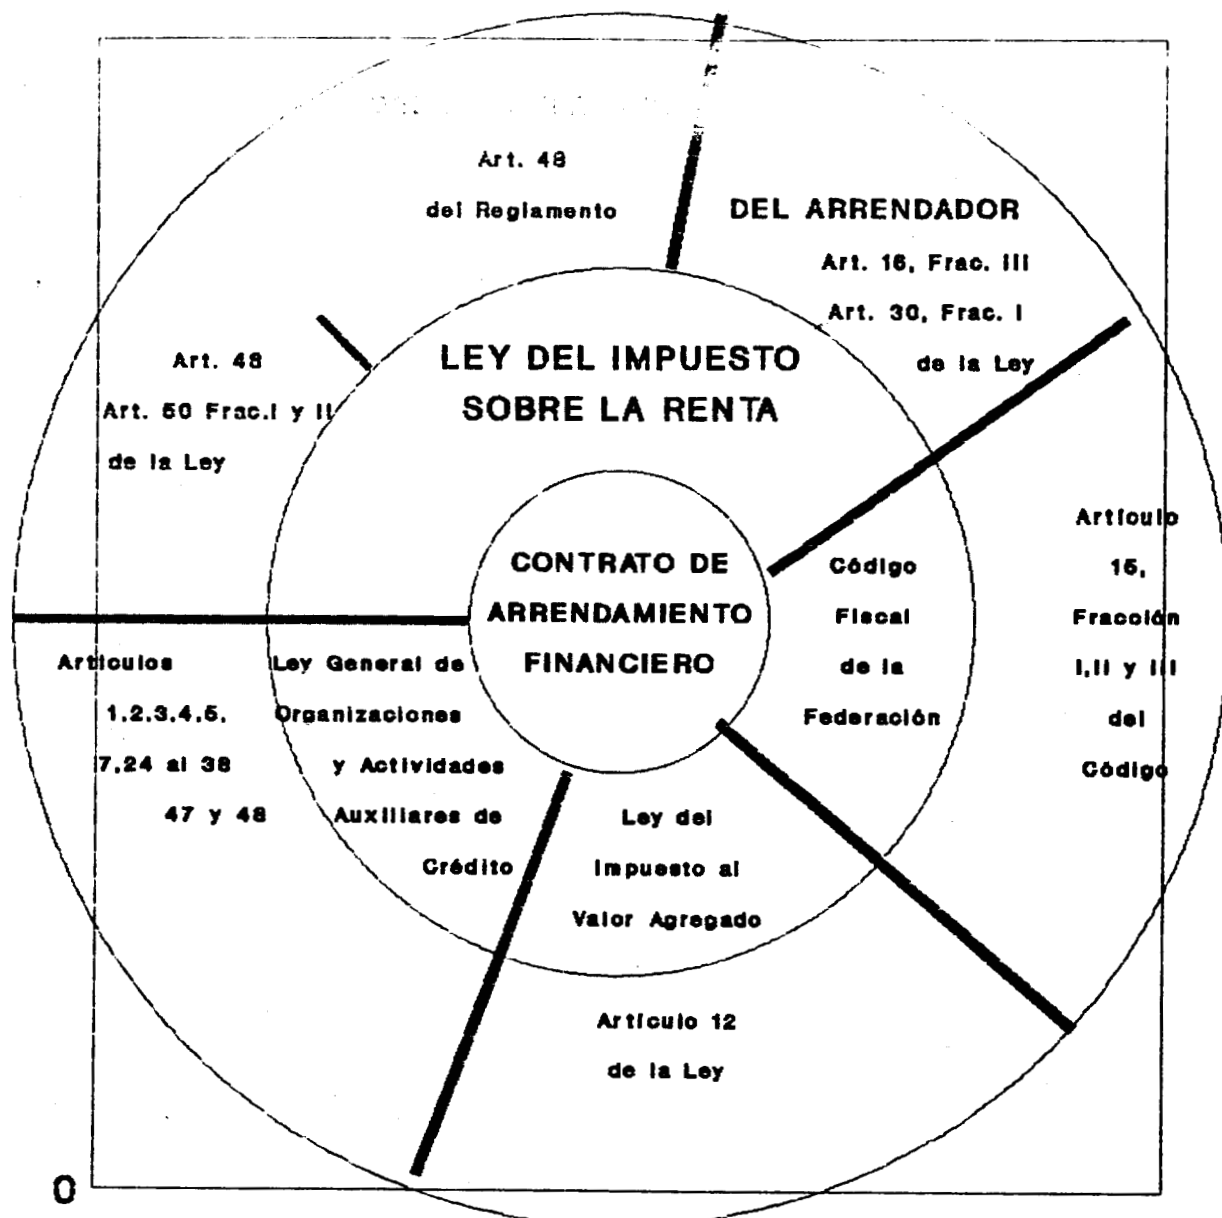 Art. 48
del Reglamento
DEL ARRENDADOR
Art. 16, Frac. III
Art. 30, Frac. I
de la Ley
LEY DEL IMPUESTO
SOBRE LA RENTA
Art. 48
Art. 50 Frac.I y II
de la Ley
CONTRATO DE
ARRENDAMIENTO
FINANCIERO
Código
Fiscal
de la
Federación
Artículo
15,
Fracción
I,II y III
del
Código
Artículos
1,2,3,4,5,
7,24 al 38
47 y 48
Ley General de
Organizaciones
y Actividades
Auxiliares de
Crédito
Ley del
Impuesto al
Valor Agregado
Artículo 12
de la Ley
0